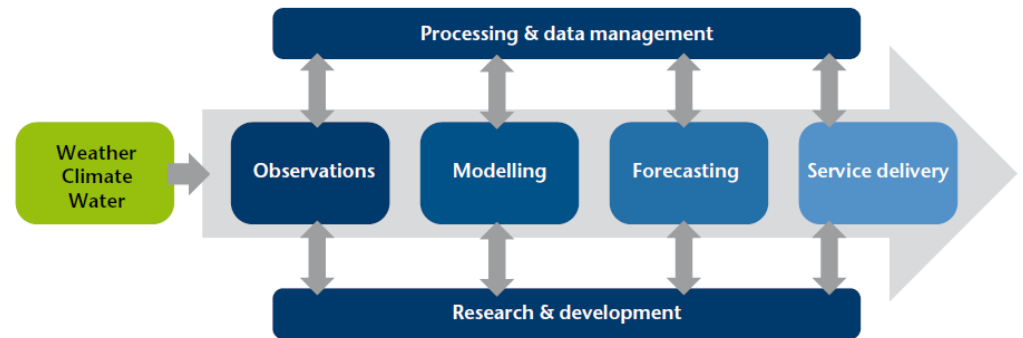 Processing & data management
Weather
Climate
Water
Observations
Modelling
Forecasting
Service delivery
Research & development